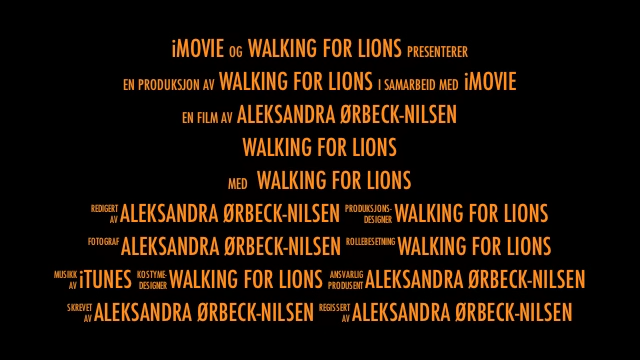 iMOVIE OG WALKING FOR LIONS PRESENTERER
EN PRODUKSJON AV WALKING FOR LIONS I SAMARBEID MED iMOVIE
EN FILM AV ALEKSANDRA ØRBECK-NILSEN
WALKING FOR LIONS
MED WALKING FOR LIONS
REDIGERT AV ALEKSANDRA ØRBECK-NILSEN PRODUKSJONS-DESIGNER WALKING FOR LIONS
FOTOGRAF ALEKSANDRA ØRBECK-NILSEN ROLLEBESETNING WALKING FOR LIONS
MUSIKK AV iTUNES KOSTYME-DESIGNER WALKING FOR LIONS ANSVARLIG PRODUSENT ALEKSANDRA ØRBECK-NILSEN
SKREVET AV ALEKSANDRA ØRBECK-NILSEN REGISSERT AV ALEKSANDRA ØRBECK-NILSEN